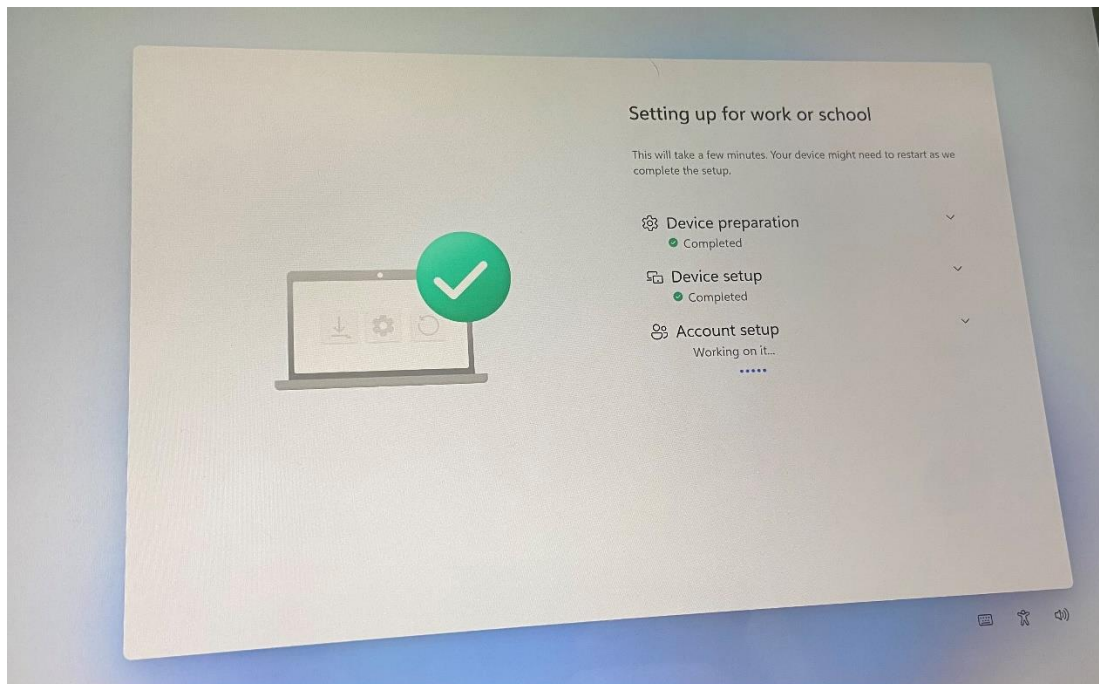 Setting up for work or school
This will take a few minutes. Your device might need to restart as we
complete the setup.
Device preparation
Completed
Device setup
Completed
Account setup
Working on it...